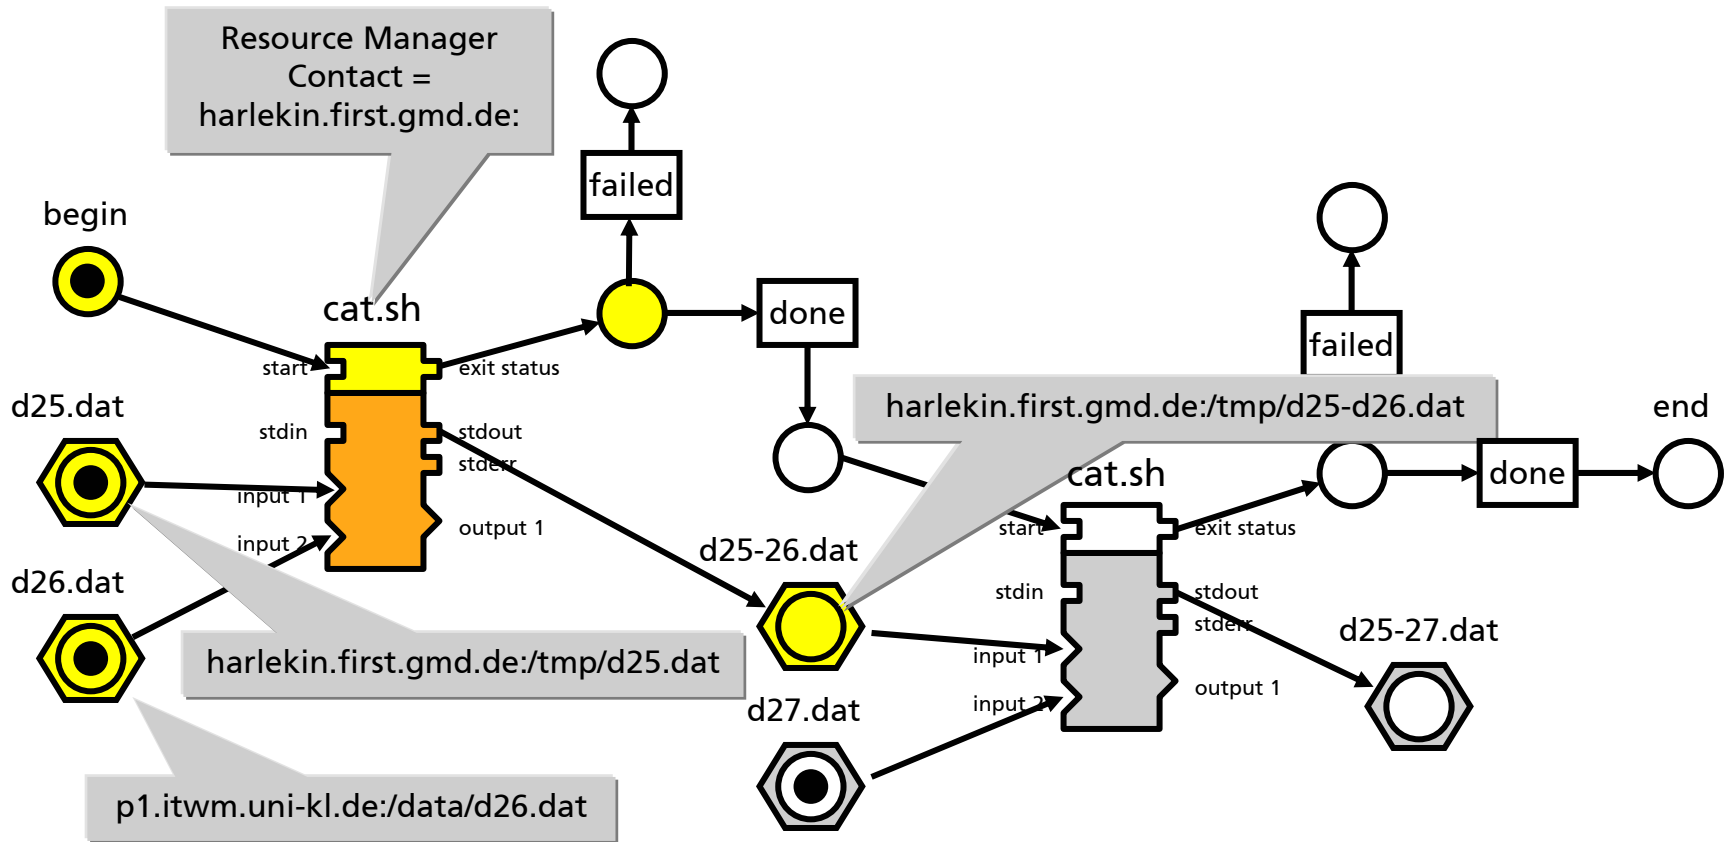 Resource Manager
Contact =
harlekin.first.gmd.de:
failed
begin
cat.sh
done
failed
start
exit status
d25.dat
stdin
stdout
stderr
input 1
input 2
output 1
harlekin.first.gmd.de:/tmp/d25-d26.dat
end
done
cat.sh
start
exit status
d26.dat
d25-26.dat
stdin
stdout
stderr
input 1
input 2
output 1
d25-27.dat
harlekin.first.gmd.de:/tmp/d25.dat
d27.dat
p1.itwm.uni-kl.de:/data/d26.dat